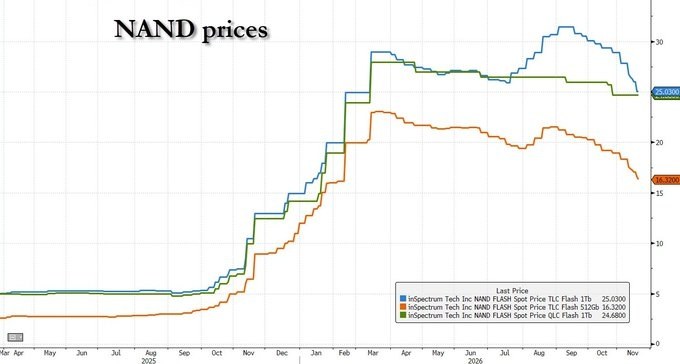 NAND prices
30
25.0300
20
16.3200
15
10
5
0
Last Price
inSpectrum Tech Inc NAND FLASH Spot Price TLC Flash 1Tb 25.0300
inSpectrum Tech Inc NAND FLASH Spot Price TLC Flash 512Gb 16.3200
inSpectrum Tech Inc NAND FLASH Spot Price QLC Flash 1Tb 24.6800
Mar Apr May Jun Jul Aug Sep Oct Nov Dec Jan Feb Mar Apr May Jun Jul Aug Sep Oct Nov
2025 2026